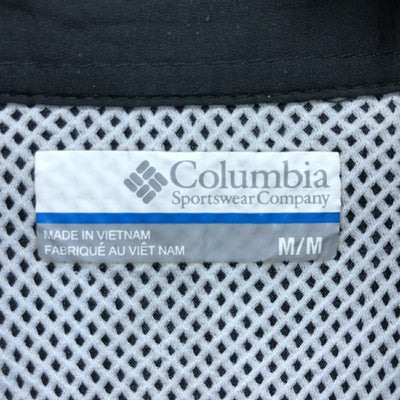 Columbia
Sportswear Company
MADE IN VIETNAM
FABRIQUÉ AU VIÊT NAM
M/M